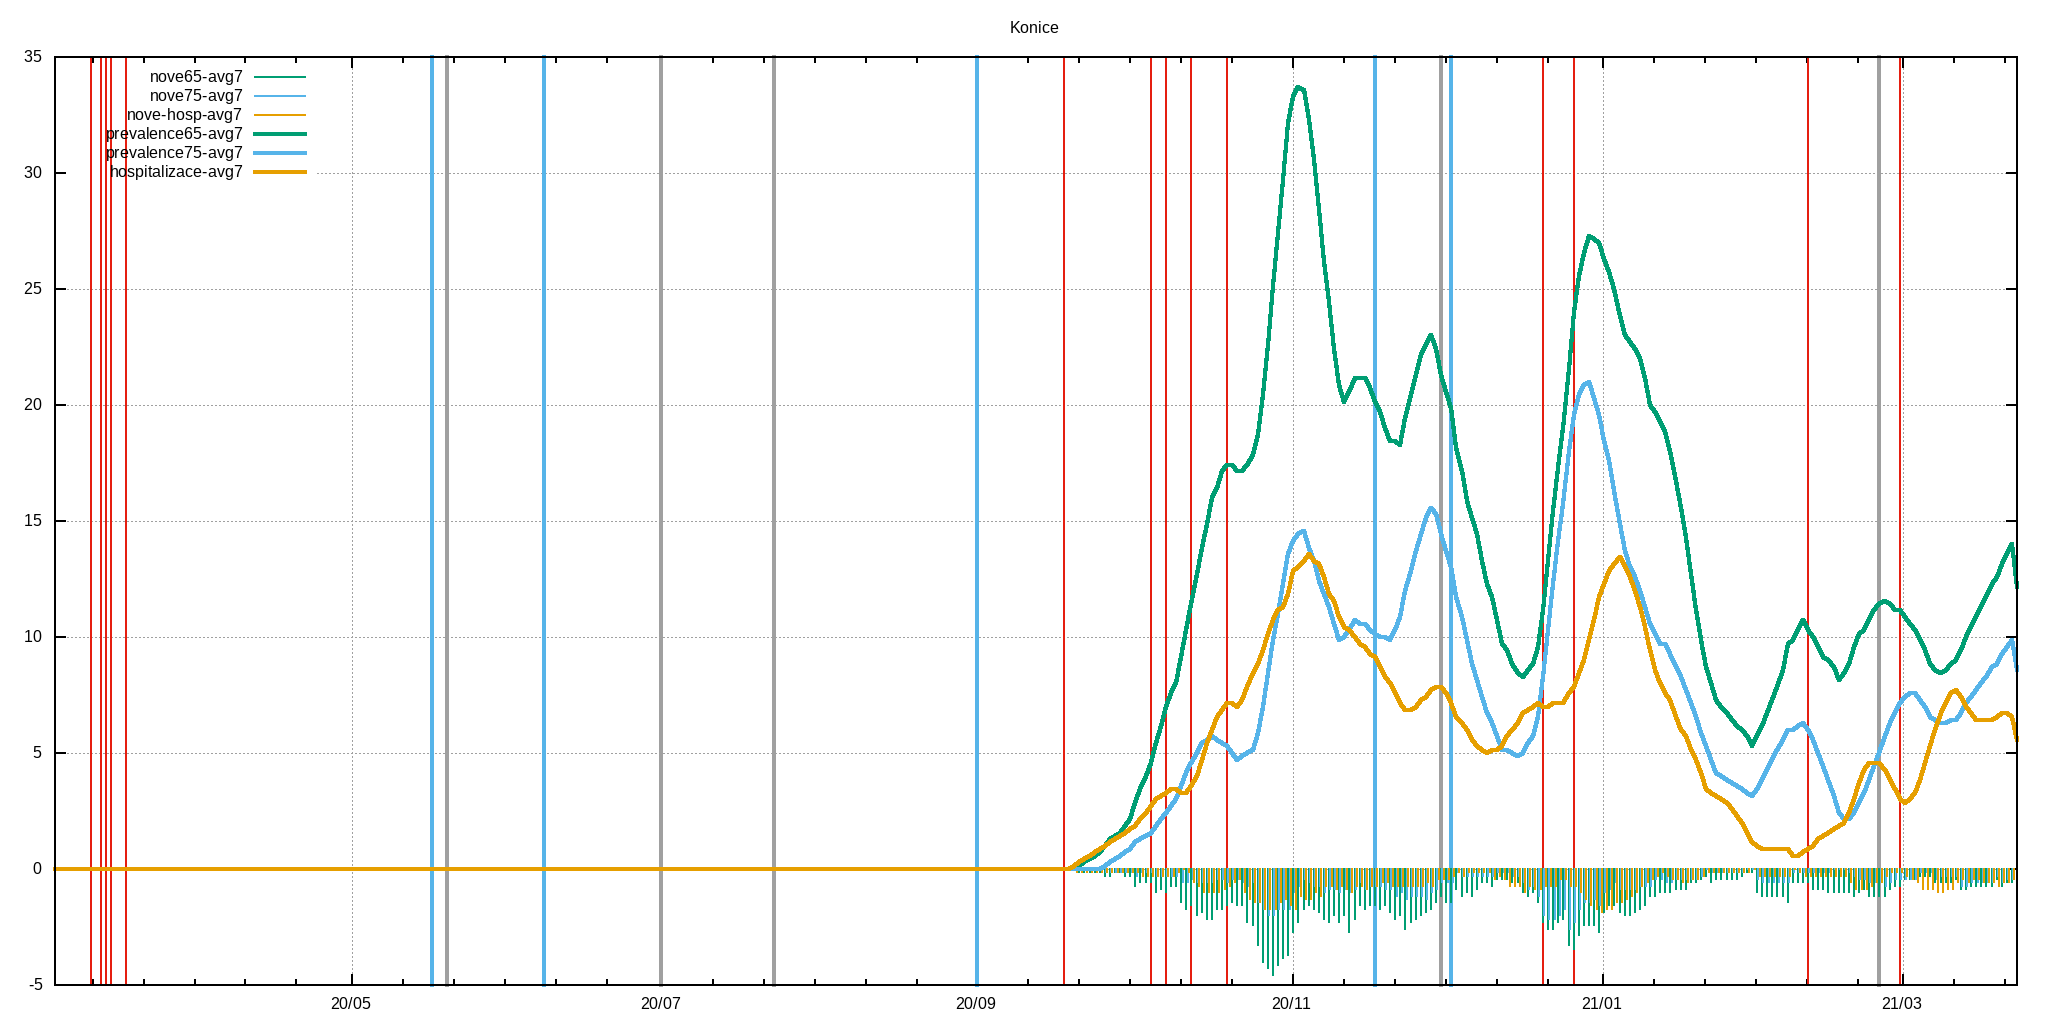 Konice
35
30
25
20
15
10
5
0
-5
nove65-avg7
nove75-avg7
nove-hosp-avg7
prevalence65-avg7
prevalence75-avg7
hospitalizace-avg7
20/05 20/07 20/09 20/11 21/01 21/03